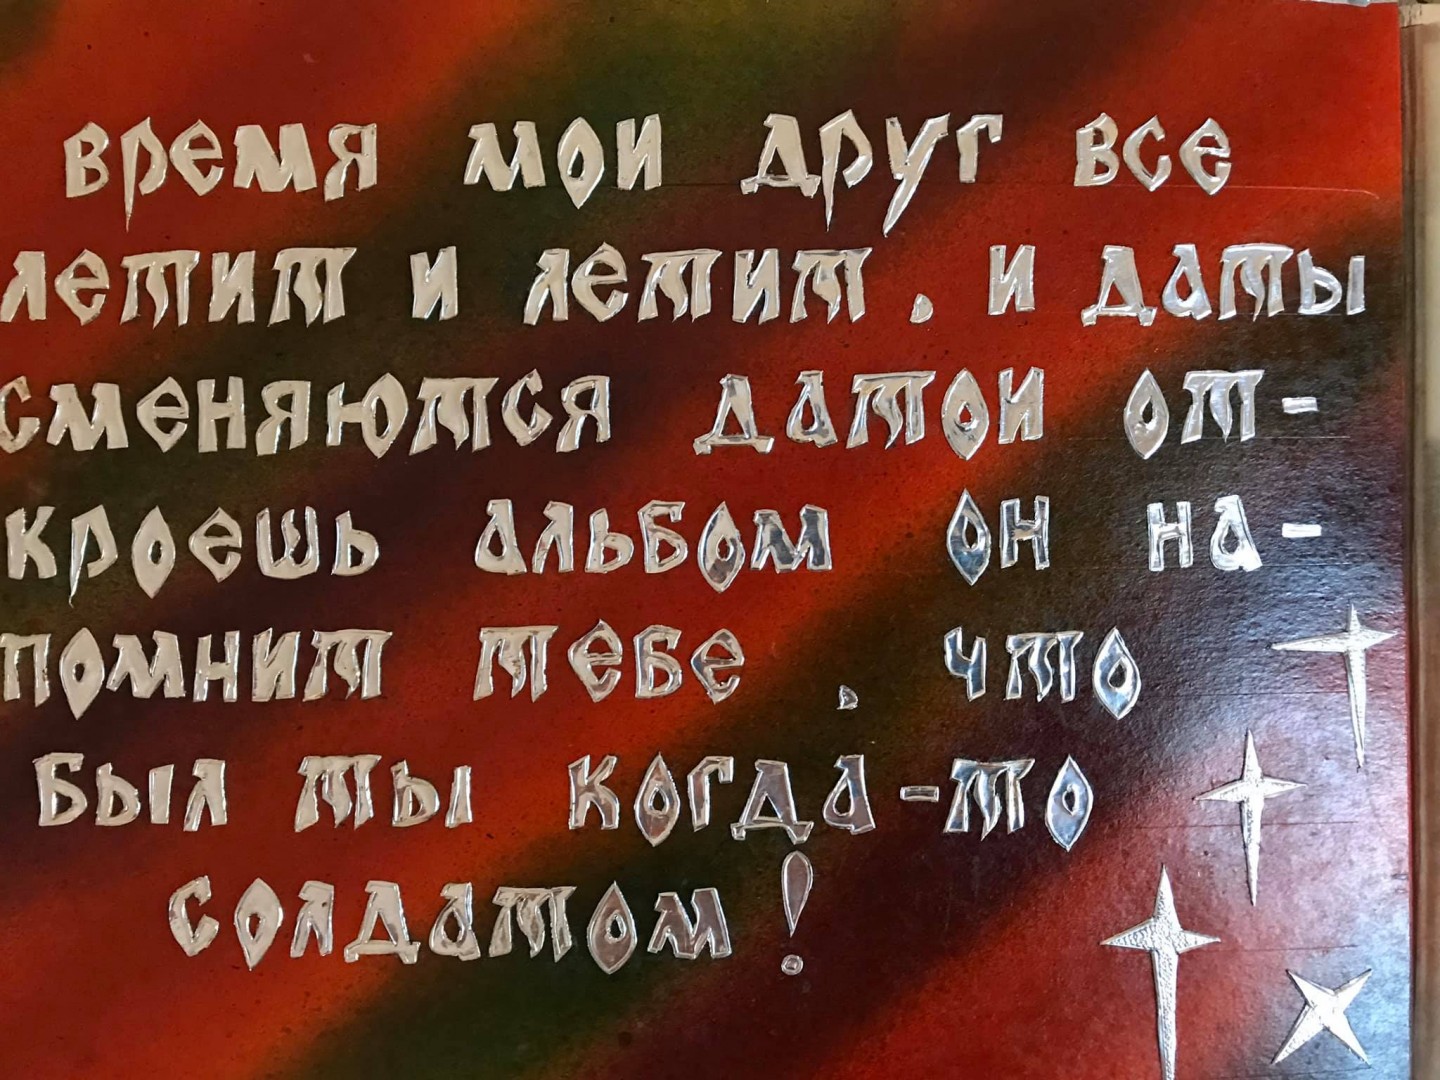 время мои друг все
летит и летит, и даты
сменяются датои от-
кроешь альбом он на-
помнит тебе, что
был ты когда-то
солдатом!